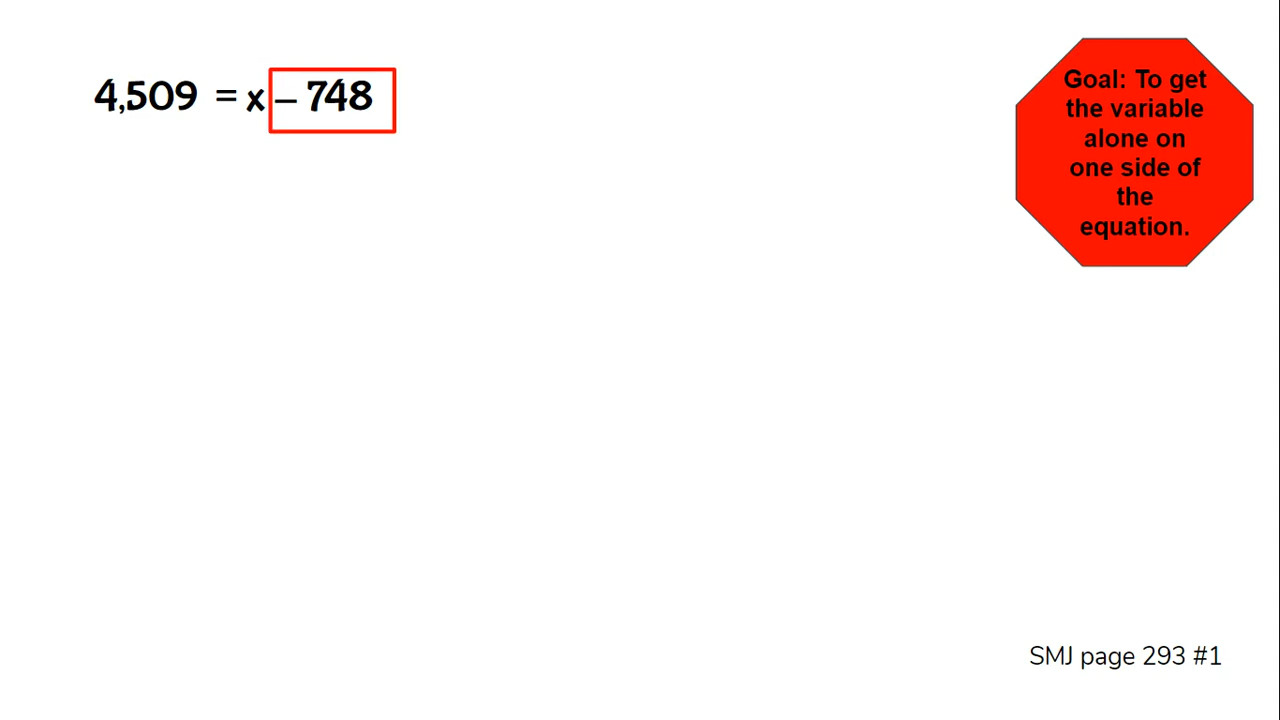 4,509 = x – 748
Goal: To get
the variable
alone on
one side of
the
equation.
SMJ page 293 #1